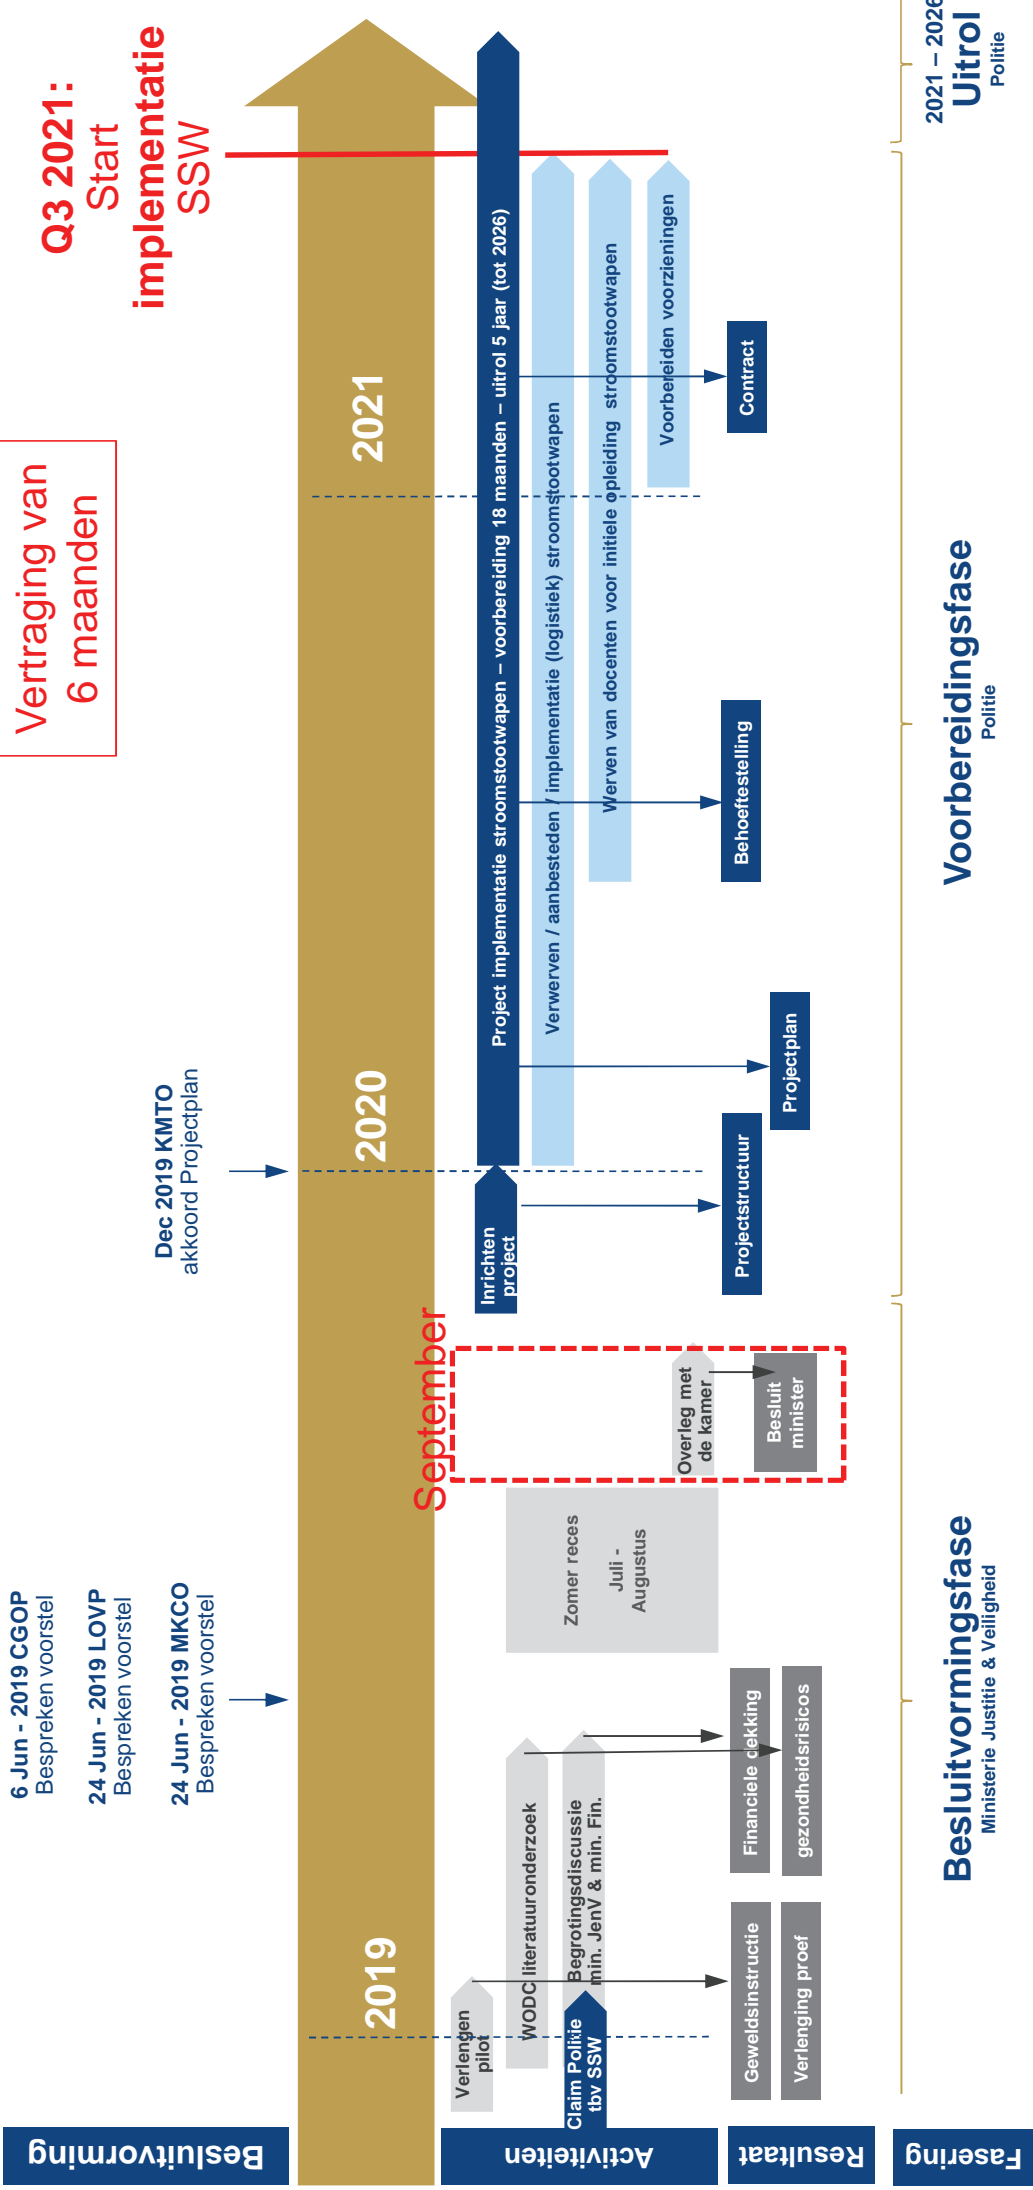 Besluitvorming
6 Jun - 2019 CGOP
Bespreken voorstel
24 Jun - 2019 LOVP
Bespreken voorstel
24 Jun - 2019 MKCO
Bespreken voorstel
Dec 2019 KMTO
akkoord Projectplan
Vertraging van
6 maanden
Q3 2021:
Start
implementatie
SSW
2019
2020
2021
Activiteiten
Verlengen
pilot
WODC literatuuronderzoek
Begrotingsdiscussie
min. JenV & min. Fin.
Claim Politie
tbv SSW
Zomer reces
Juli -
Augustus
September
Overleg met
de kamer
Inrichten
project
Project implementatie stroomstootwapen – voorbereiding 18 maanden – uitrol 5 jaar (tot 2026)
Verwerven / aanbesteden / implementatie (logistiek) stroomstootwapen
Werven van docenten voor initiele opleiding stroomstootwapen
Voorbereiden voorzieningen
Resultaat
Geweldsinstructie
Verlenging proef
Financiele dekking
gezondheidsrisicos
Besluit
minister
Projectstructuur
Projectplan
Behoeftestelling
Contract
Fasering
Besluitvormingsfase
Ministerie Justitie & Veiligheid
Voorbereidingsfase
Politie
2021 – 2026
Uitrol
Politie